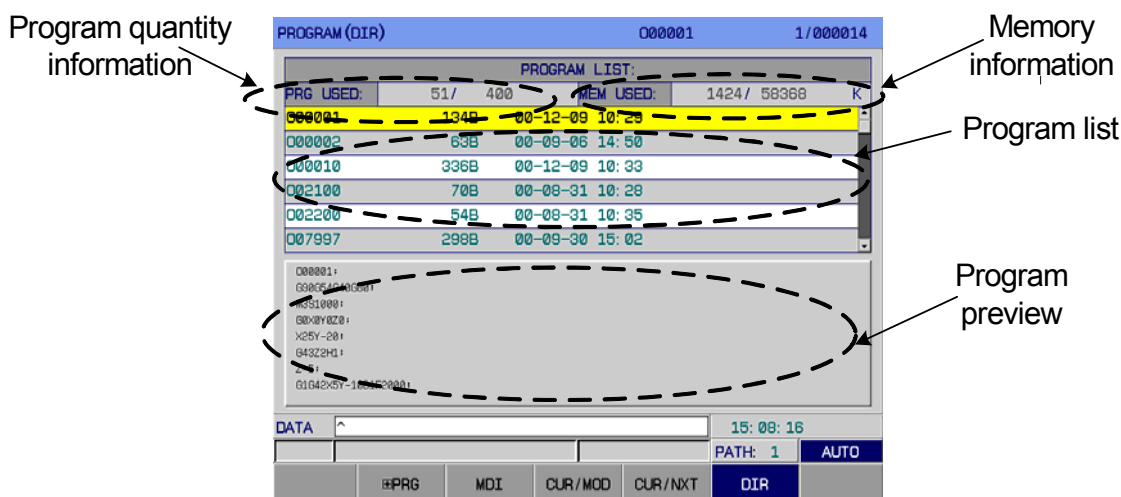 Program quantity information
Memory information
Program list
Program preview
PROGRAM(DIR) O00001 1/000014
PROGRAM LIST:
PRG USED: 51/ 400 MEM USED: 1424/ 58368 K
O00001 134B 00-12-09 10:29
O00002 63B 00-09-06 14:50
O00010 336B 00-12-09 10:33
O02100 70B 00-08-31 10:28
O02200 54B 00-08-31 10:35
O07997 298B 00-09-30 15:02
O00001;
G90G54G40G80;
M3S1000;
G0X0Y0Z0;
X25Y-20;
G43Z2H1;
Z-5;
DATA ^ 15:08:16
PATH: 1 AUTO
⊞PRG MDI CUR/MOD CUR/NXT DIR